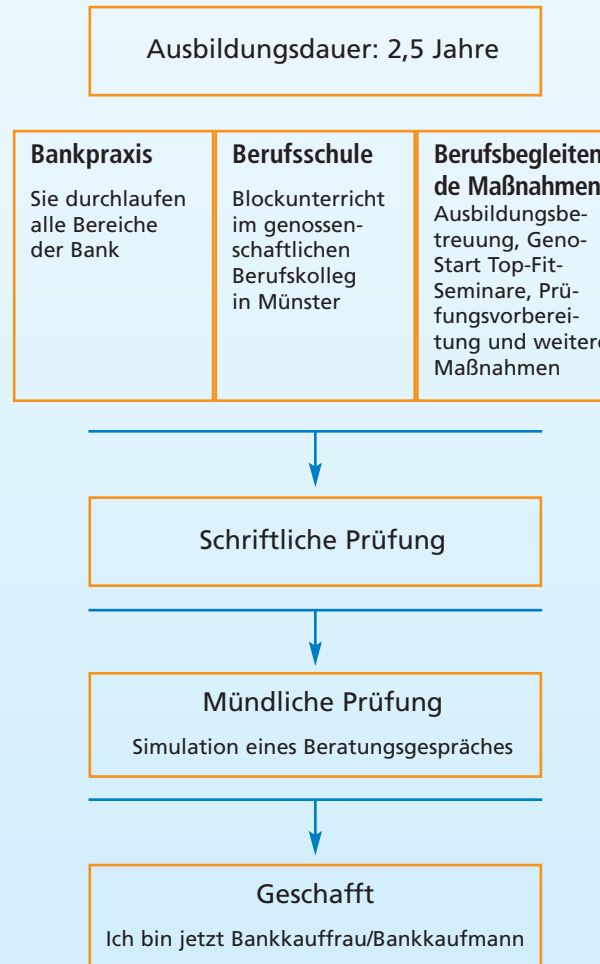 Ausbildungsdauer: 2,5 Jahre
Bankpraxis
Sie durchlaufen
alle Bereiche
der Bank
Berufsschule
Blockunterricht
im genossen-
schaftlichen
Berufskolleg
in Münster
Berufsbegleiten
de Maßnahmen
Ausbildungsbe-
treuung, Geno-
Start Top-Fit-
Seminare, Prü-
fungsvorberei-
tung und weitere
Maßnahmen
Schriftliche Prüfung
Mündliche Prüfung
Simulation eines Beratungsgespräches
Geschafft
Ich bin jetzt Bankkauffrau/Bankkaufmann